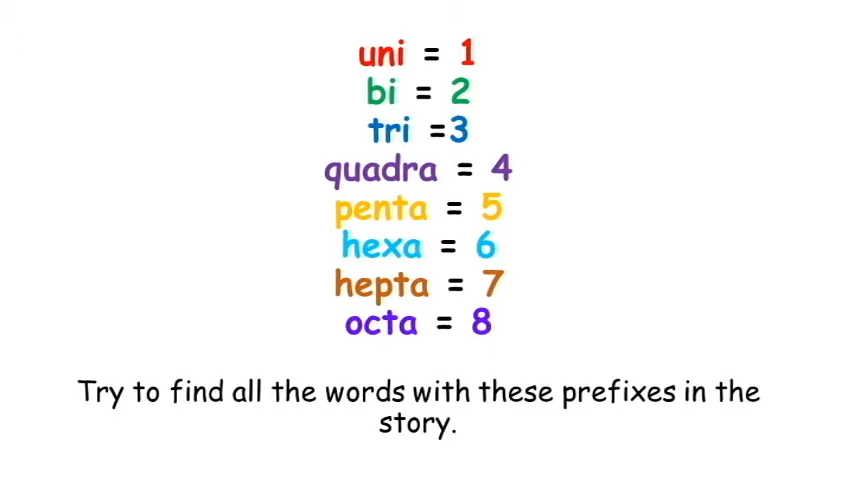 uni = 1
bi = 2
tri =3
quadra = 4
penta = 5
hexa = 6
hepta = 7
octa = 8
Try to find all the words with these prefixes in the
story.